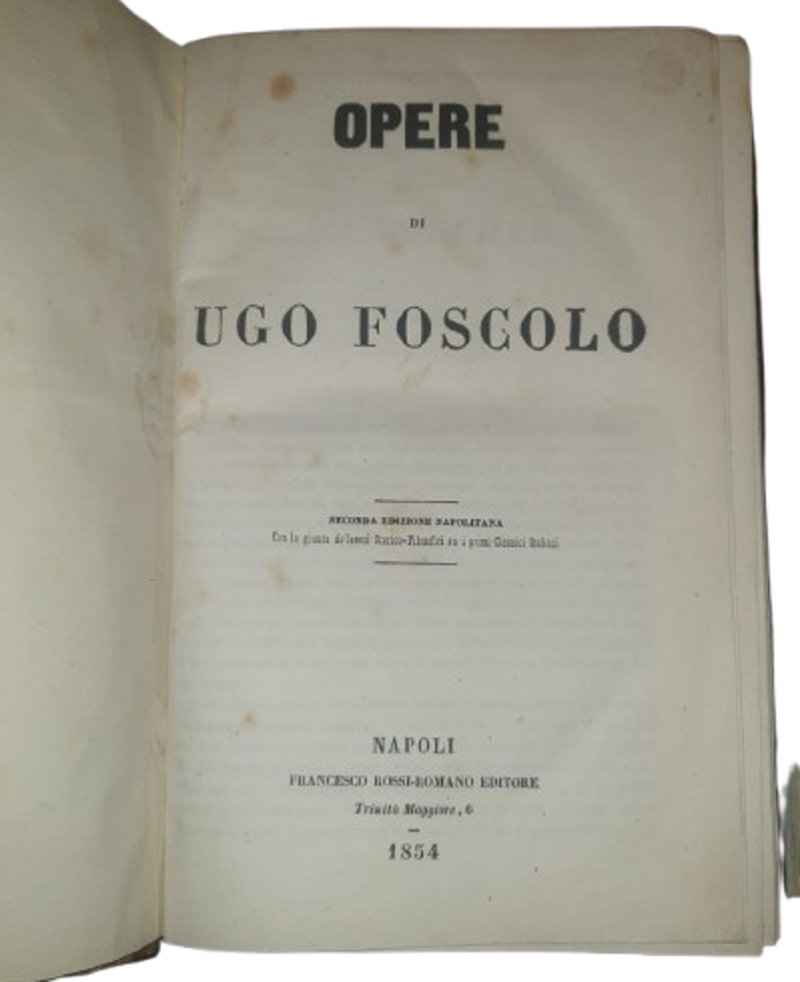 OPERE
DI
UGO FOSCOLO
SECONDA EDIZIONE NAPOLITANA
Con la giunta de' Storico-Filosofici su i primi Classici Italiani
NAPOLI
FRANCESCO ROSSI-ROMANO EDITORE
Trinità Maggiore, 6
1854